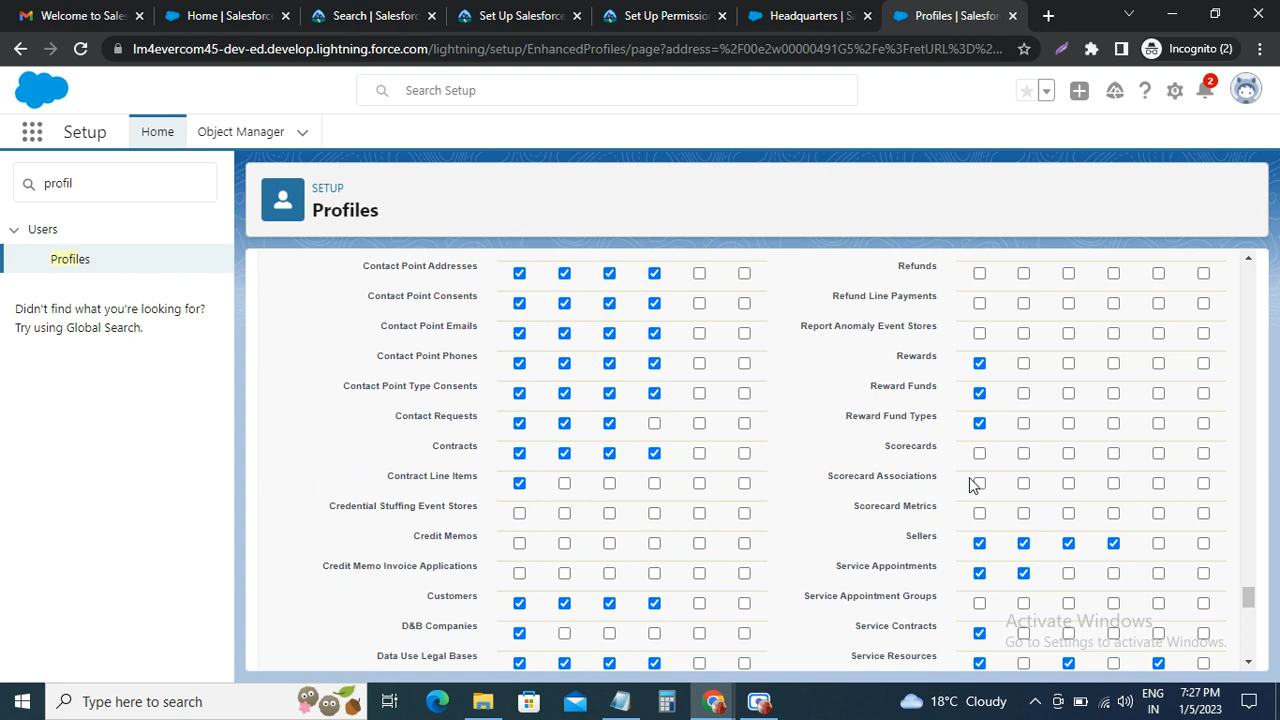 Welcome to Sales
Home | Salesforc
Search | Salesforc
Set Up Salesforce
Set Up Permissio
Headquarters | Sa
Profiles | Salesfor
lm4evercom45-dev-ed.develop.lightning.force.com/lightning/setup/EnhancedProfiles/page?address=%2F00e2w00000491G5%2Fe%3FretURL%3D%2...
Incognito (2)
Search Setup
2
Setup
Home
Object Manager
profil
Users
Profiles
Didn't find what you're looking for?
Try using Global Search.
SETUP
Profiles
Contact Point Addresses
Contact Point Consents
Contact Point Emails
Contact Point Phones
Contact Point Type Consents
Contact Requests
Contracts
Contract Line Items
Credential Stuffing Event Stores
Credit Memos
Credit Memo Invoice Applications
Customers
D&B Companies
Data Use Legal Bases
Refunds
Refund Line Payments
Report Anomaly Event Stores
Rewards
Reward Funds
Reward Fund Types
Scorecards
Scorecard Associations
Scorecard Metrics
Sellers
Service Appointments
Service Appointment Groups
Service Contracts
Service Resources
Activate Windows
Go to Settings to activate Windows.
Type here to search
18°C Cloudy
ENG
IN
7:27 PM
1/5/2023